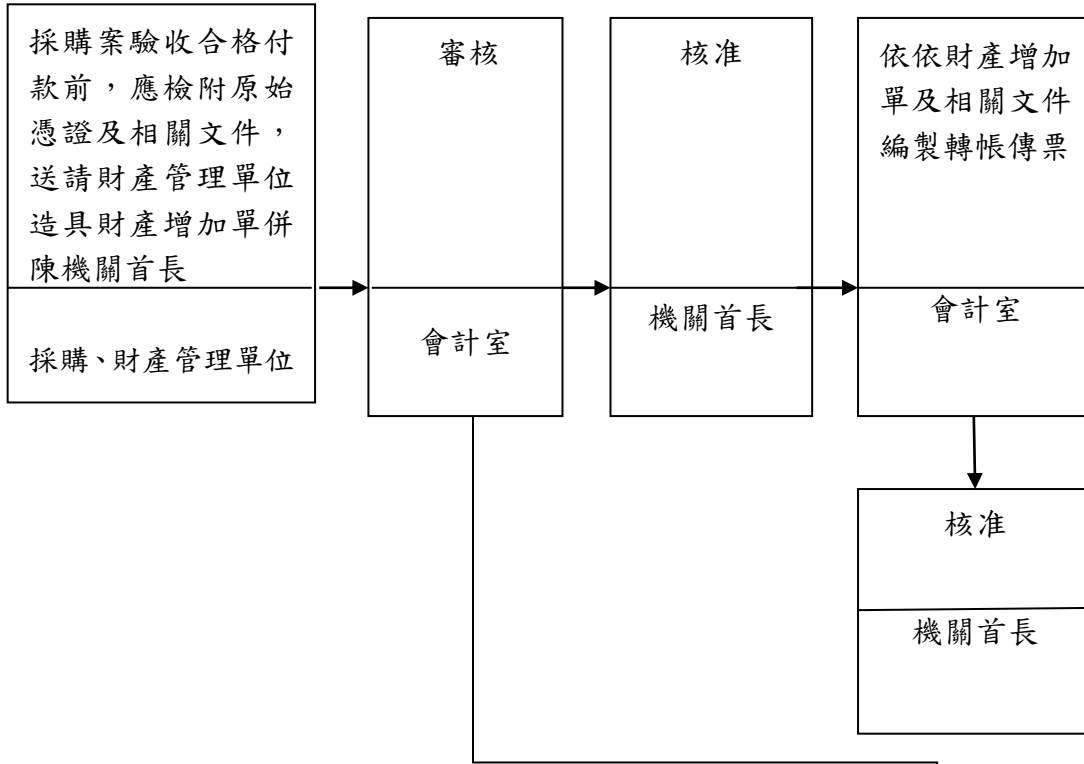 採購案驗收合格付
款前，應檢附原始
憑證及相關文件，
送請財產管理單位
造具財產增加單併
陳機關首長
採購、財產管理單位
審核
會計室
核准
機關首長
依依財產增加
單及相關文件
編製轉帳傳票
會計室
核准
機關首長